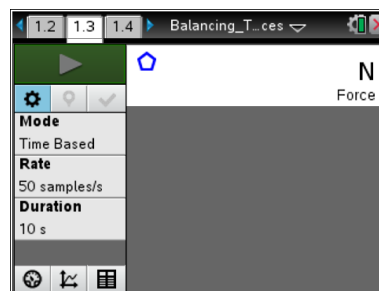 1.2 1.3 1.4 Balancing_T...ces
N
Force
Mode
Time Based
Rate
50 samples/s
Duration
10 s